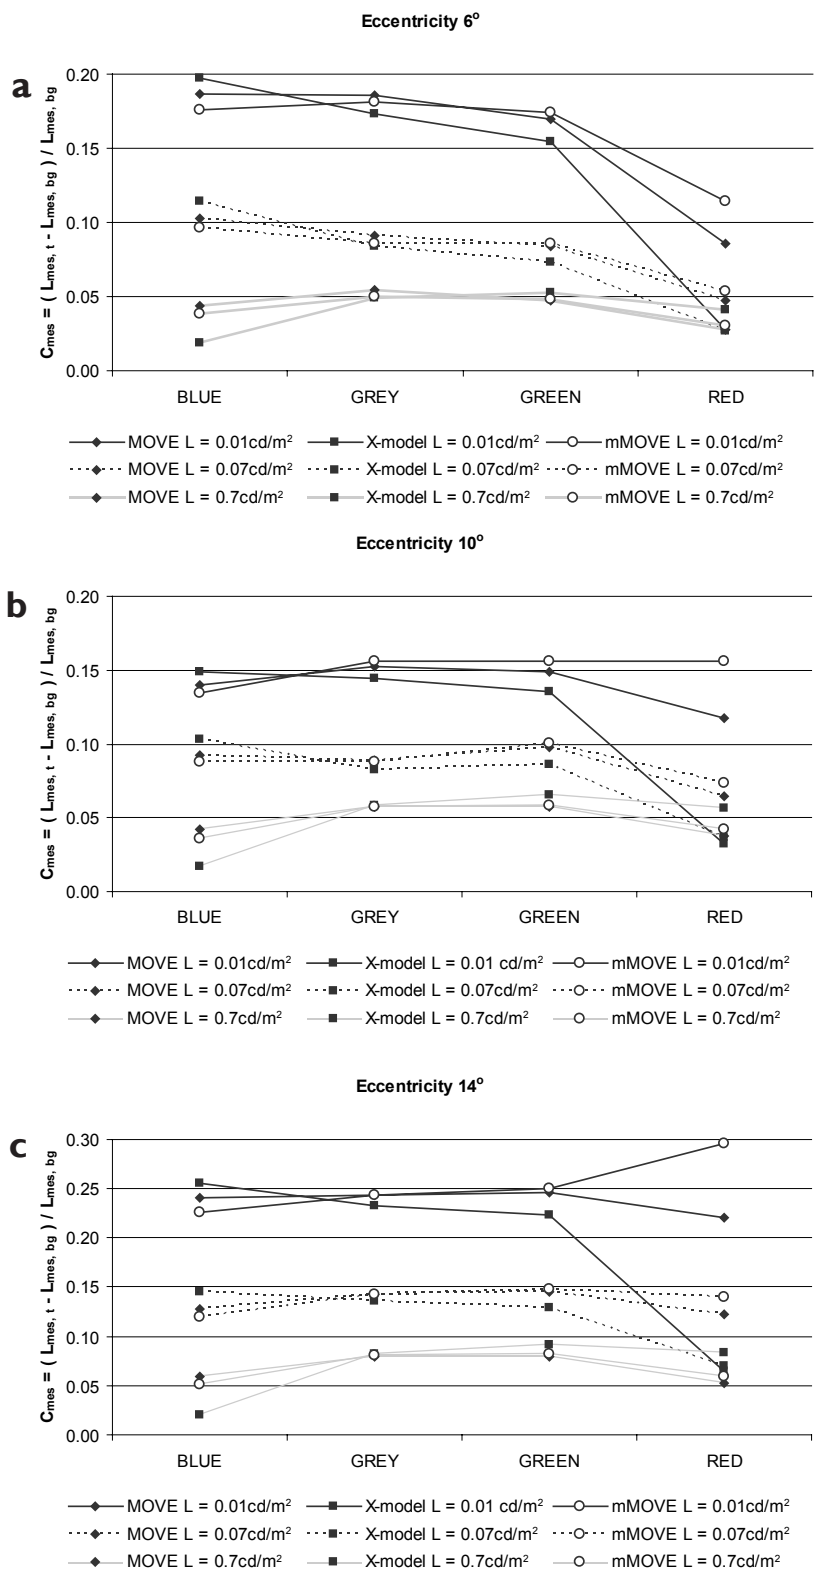 Eccentricity 6°
a
Cmes = ( Lmes, t - Lmes, bg ) / Lmes, bg
0.20
0.15
0.10
0.05
0.00
BLUE GREY GREEN RED
MOVE L = 0.01cd/m² X-model L = 0.01cd/m² mMOVE L = 0.01cd/m²
MOVE L = 0.07cd/m² X-model L = 0.07cd/m² mMOVE L = 0.07cd/m²
MOVE L = 0.7cd/m² X-model L = 0.7cd/m² mMOVE L = 0.7cd/m²
Eccentricity 10°
b
Cmes = ( Lmes, t - Lmes, bg ) / Lmes, bg
0.20
0.15
0.10
0.05
0.00
BLUE GREY GREEN RED
MOVE L = 0.01cd/m² X-model L = 0.01 cd/m² mMOVE L = 0.01cd/m²
MOVE L = 0.07cd/m² X-model L = 0.07cd/m² mMOVE L = 0.07cd/m²
MOVE L = 0.7cd/m² X-model L = 0.7cd/m² mMOVE L = 0.7cd/m²
Eccentricity 14°
c
Cmes = ( Lmes, t - Lmes, bg ) / Lmes, bg
0.30
0.25
0.20
0.15
0.10
0.05
0.00
BLUE GREY GREEN RED
MOVE L = 0.01cd/m² X-model L = 0.01 cd/m² mMOVE L = 0.01cd/m²
MOVE L = 0.07cd/m² X-model L = 0.07cd/m² mMOVE L = 0.07cd/m²
MOVE L = 0.7cd/m² X-model L = 0.7cd/m² mMOVE L = 0.7cd/m²